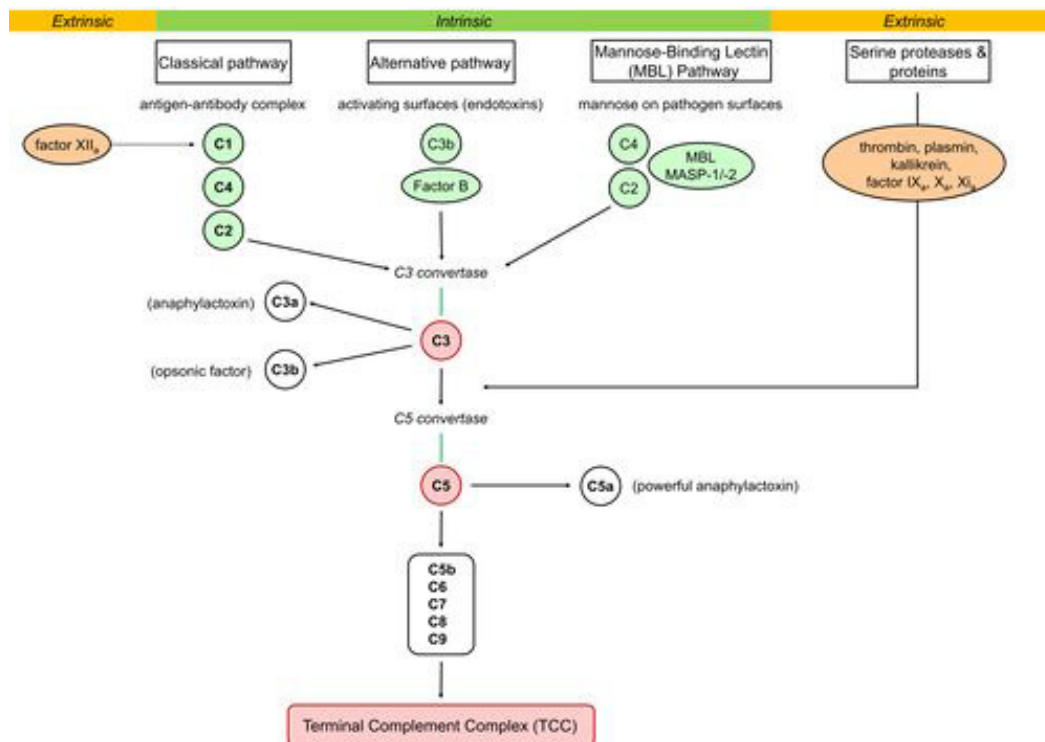 Extrinsic
Intrinsic
Extrinsic
Classical pathway
Alternative pathway
Mannose-Binding Lectin
(MBL) Pathway
Serine proteases &
proteins
antigen-antibody complex
activating surfaces (endotoxins)
mannose on pathogen surfaces
factor XIIa
C1
C4
C2
C3b
Factor B
C4
C2
MBL
MASP-1/-2
thrombin, plasmin,
kallikrein,
factor IXa, Xa, Xia
C3 convertase
(anaphylactoxin)
C3a
C3
(opsonic factor)
C3b
C5 convertase
C5
C5a
(powerful anaphylactoxin)
C5b
C6
C7
C8
C9
Terminal Complement Complex (TCC)